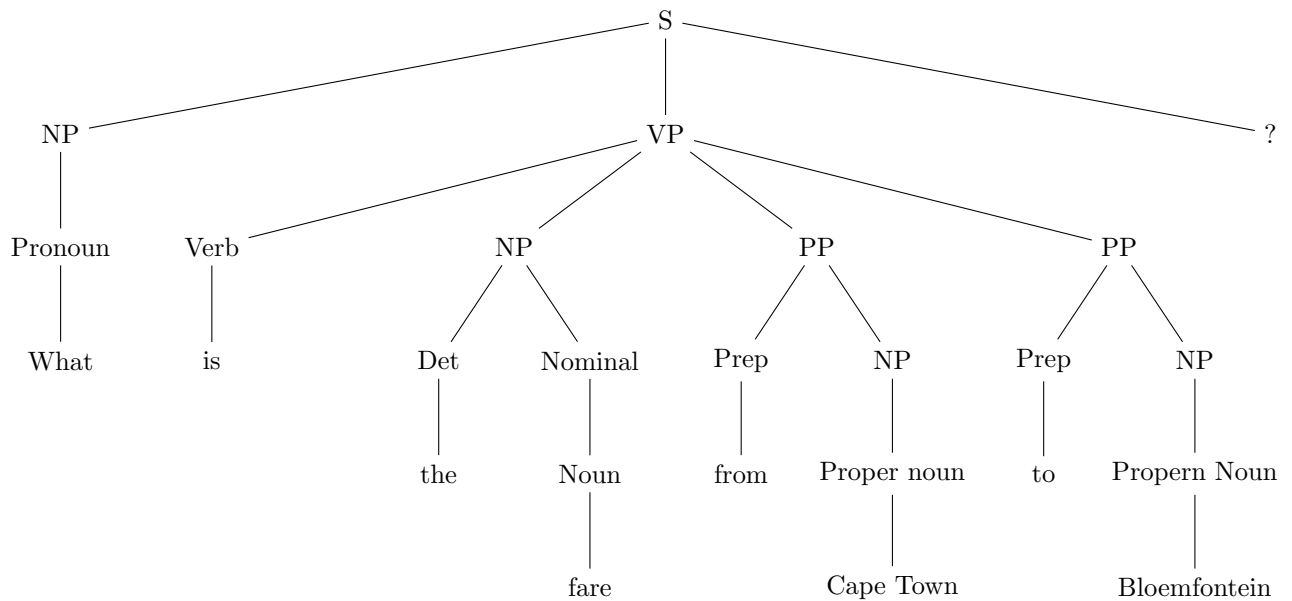 S
NP VP ?
Pronoun Verb NP PP PP
What is Det Nominal Prep NP Prep NP
the Noun from Proper noun to Propern Noun
fare Cape Town Bloemfontein